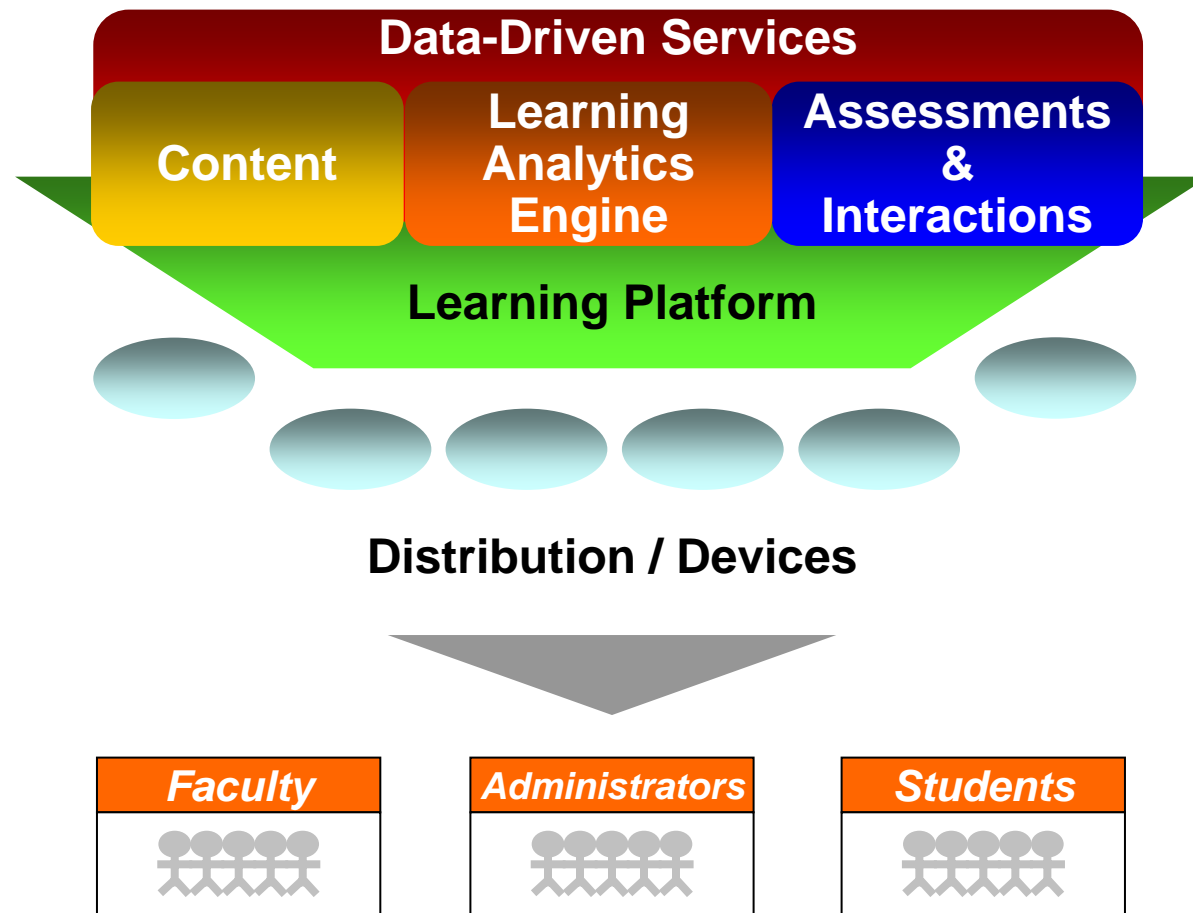 Data-Driven Services
Content
Learning
Analytics
Engine
Assessments
&
Interactions
Learning Platform
Distribution / Devices
Faculty
Administrators
Students